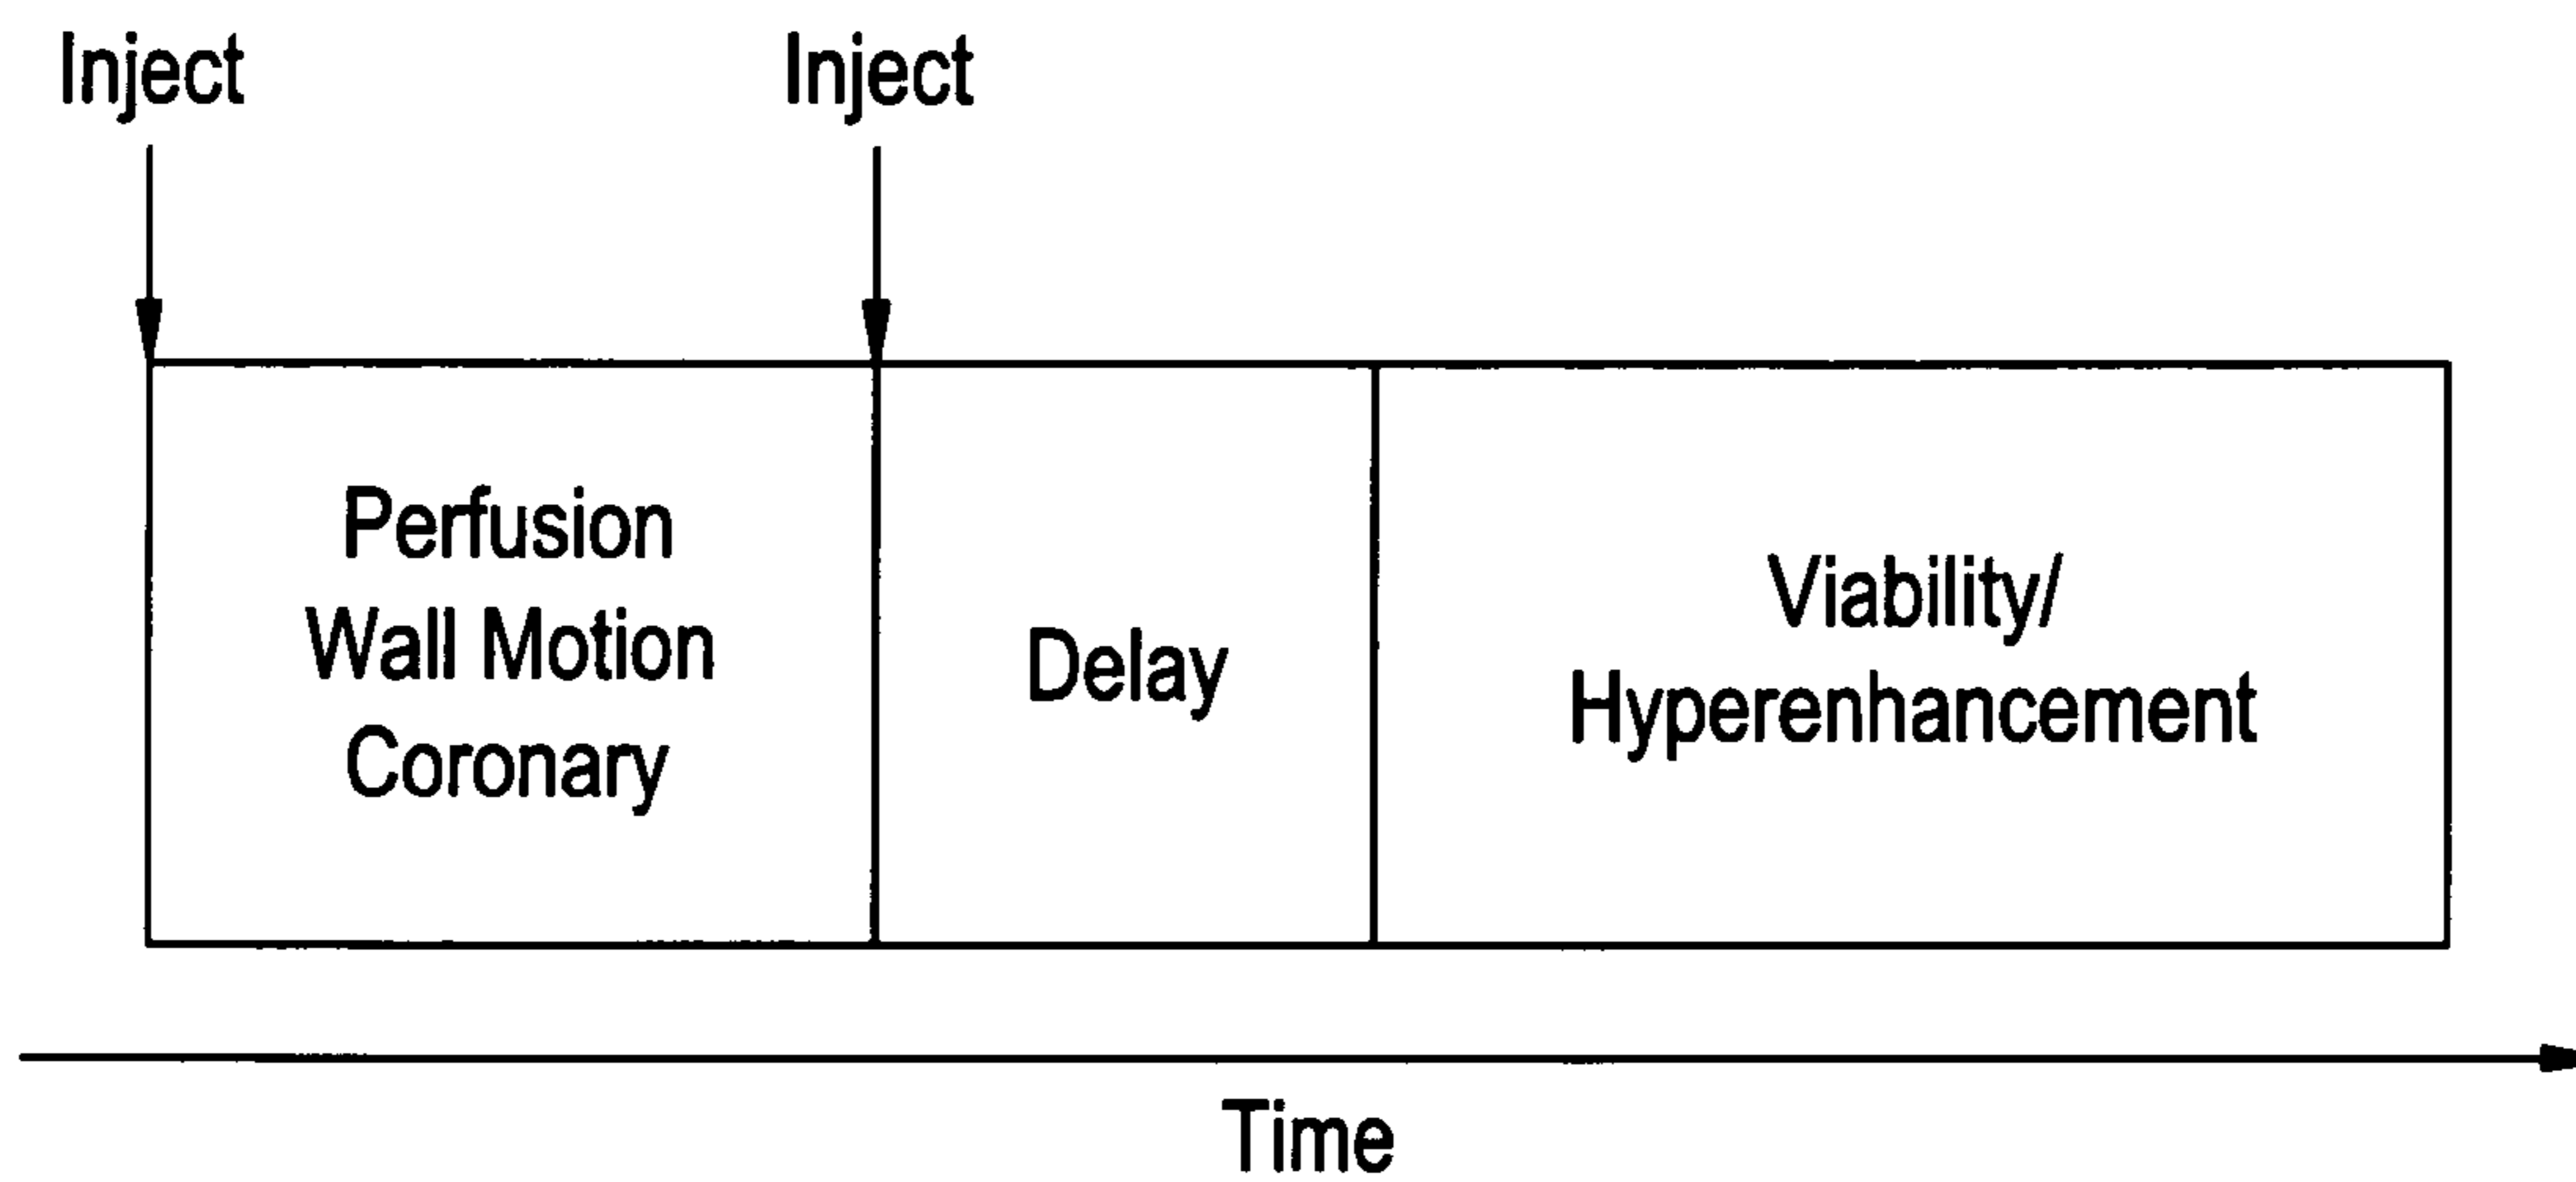 Inject
Inject
Perfusion
Wall Motion
Coronary
Delay
Viability/
Hyperenhancement
Time